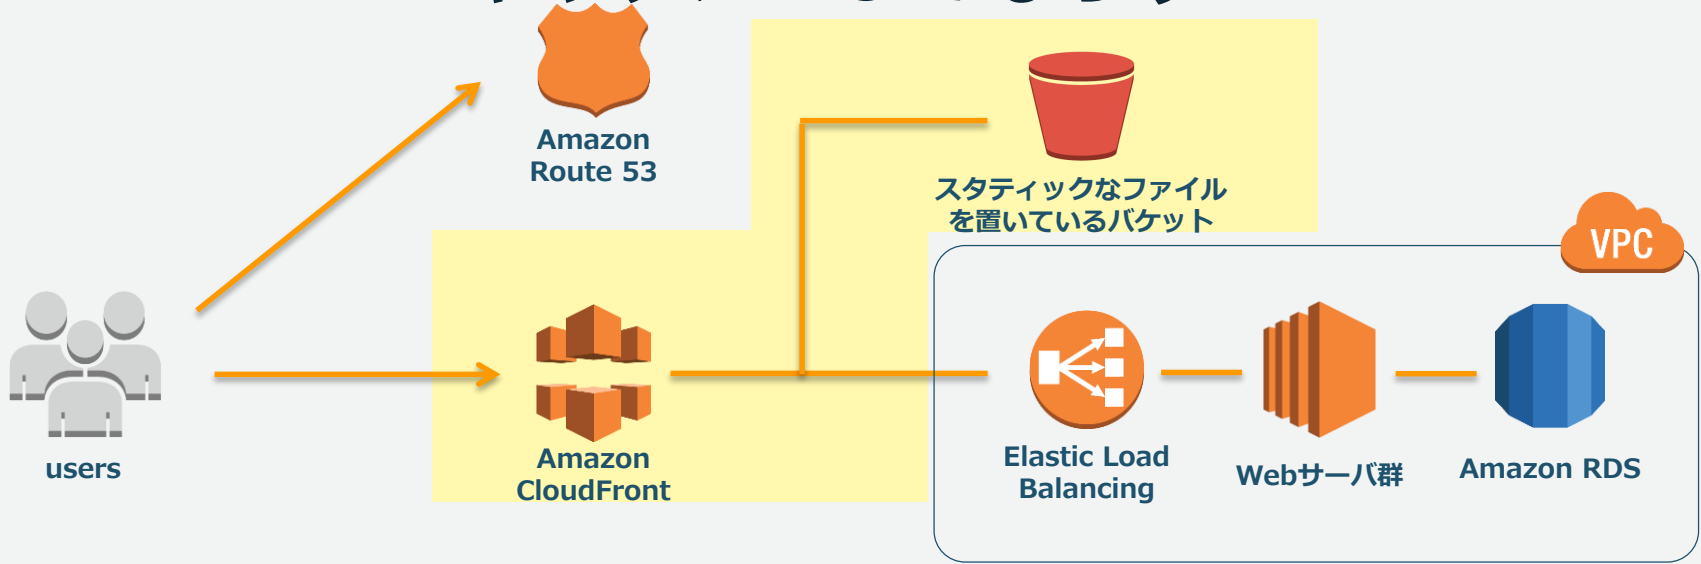 Amazon
Route 53
スタティックなファイル
を置いているバケット
VPC
users
Amazon
CloudFront
Elastic Load
Balancing
Webサーバ群
Amazon RDS